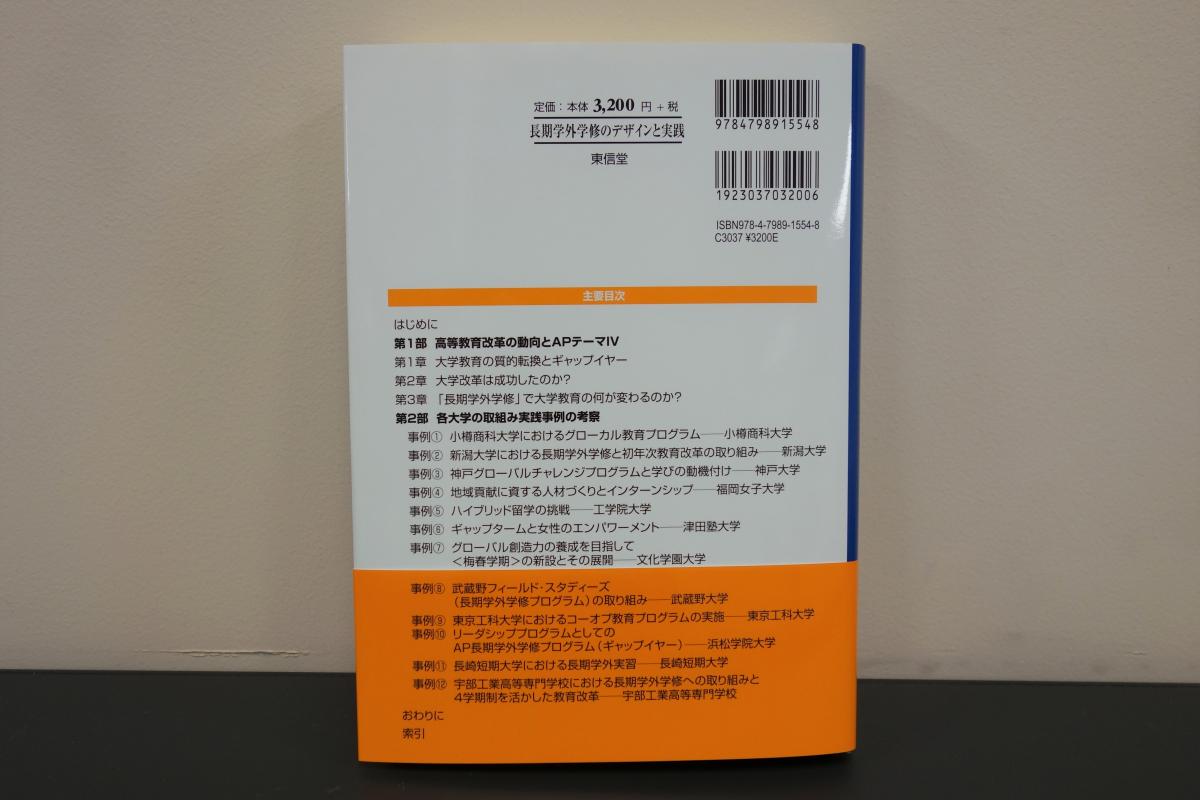 定価：本体 3,200 円 + 税
長期学外学修のデザインと実践
東信堂
9784798915548
1923037032006
ISBN978-4-7989-1554-8
C3037 ¥3200E
主要目次
はじめに
第1部 高等教育改革の動向とAPテーマⅣ
第1章 大学教育の質的転換とギャップイヤー
第2章 大学改革は成功したのか？
第3章 「長期学外学修」で大学教育の何が変わるのか？
第2部 各大学の取組み実践事例の考察
事例① 小樽商科大学におけるグローカル教育プログラム──小樽商科大学
事例② 新潟大学における長期学外学修と初年次教育改革の取り組み──新潟大学
事例③ 神戸グローバルチャレンジプログラムと学びの動機付け──神戸大学
事例④ 地域貢献に資する人材づくりとインターンシップ──福岡女子大学
事例⑤ ハイブリッド留学の挑戦──工学院大学
事例⑥ ギャップタームと女性のエンパワーメント──津田塾大学
事例⑦ グローバル創造力の養成を目指して
＜梅春学期＞の新設とその展開──文化学園大学
事例⑧ 武蔵野フィールド・スタディーズ
（長期学外学修プログラム）の取り組み──武蔵野大学
事例⑨ 東京工科大学におけるコーオプ教育プログラムの実施──東京工科大学
事例⑩ リーダシッププログラムとしての
AP長期学外学修プログラム（ギャップイヤー）──浜松学院大学
事例⑪ 長崎短期大学における長期学外実習──長崎短期大学
事例⑫ 宇部工業高等専門学校における長期学外学修への取り組みと
4学期制を活かした教育改革──宇部工業高等専門学校
おわりに
索引